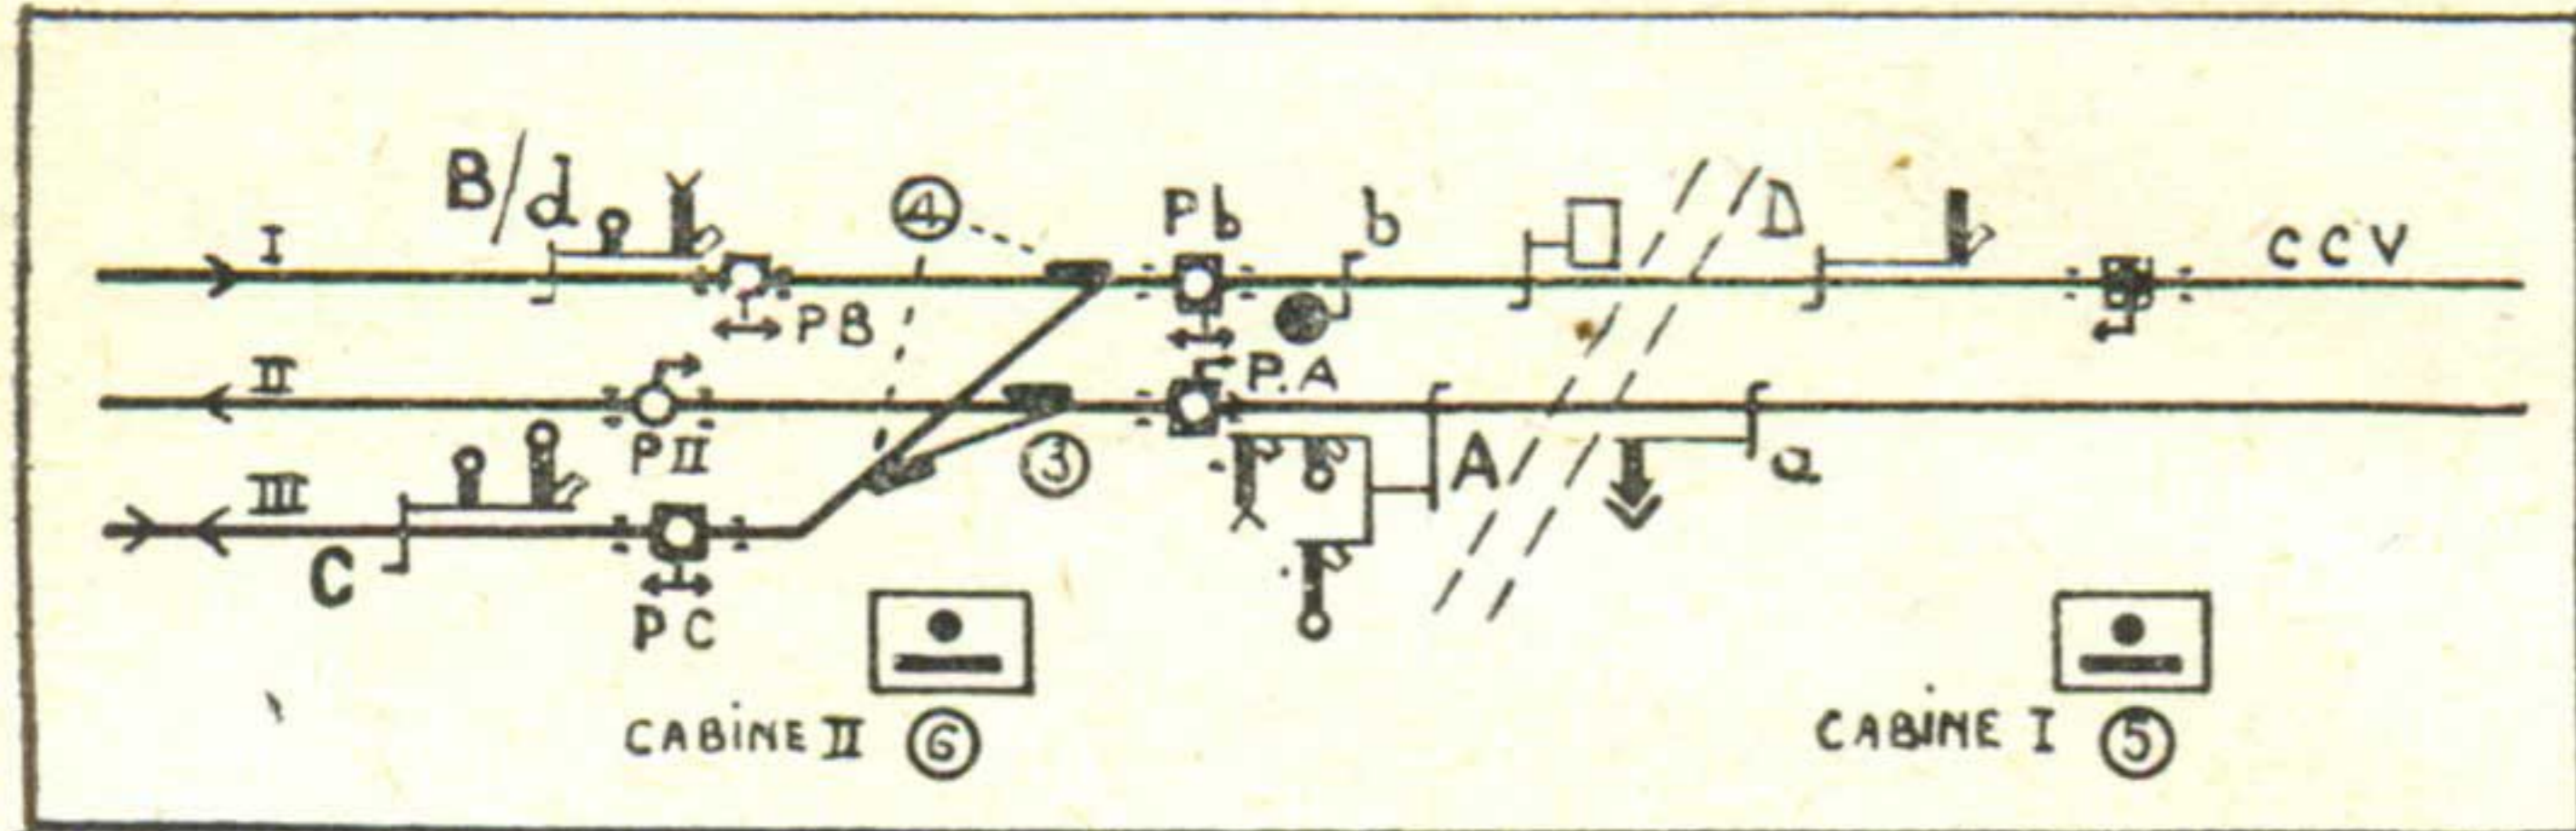 B/d
④
Pb
b
D
CCV
I
PB
P.A
II
PII
③
A
a
III
C
PC
CABINE II ⑥
CABINE I ⑤